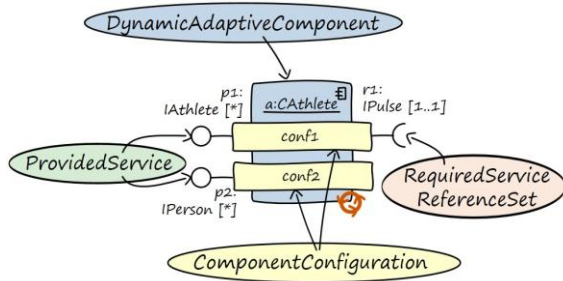 DynamicAdaptiveComponent
p1:
IAthlete [*]
a:CAthlete
r1:
IPulse [1..1]
conf1
ProvidedService
conf2
p2:
IPerson [*]
RequiredService
ReferenceSet
ComponentConfiguration